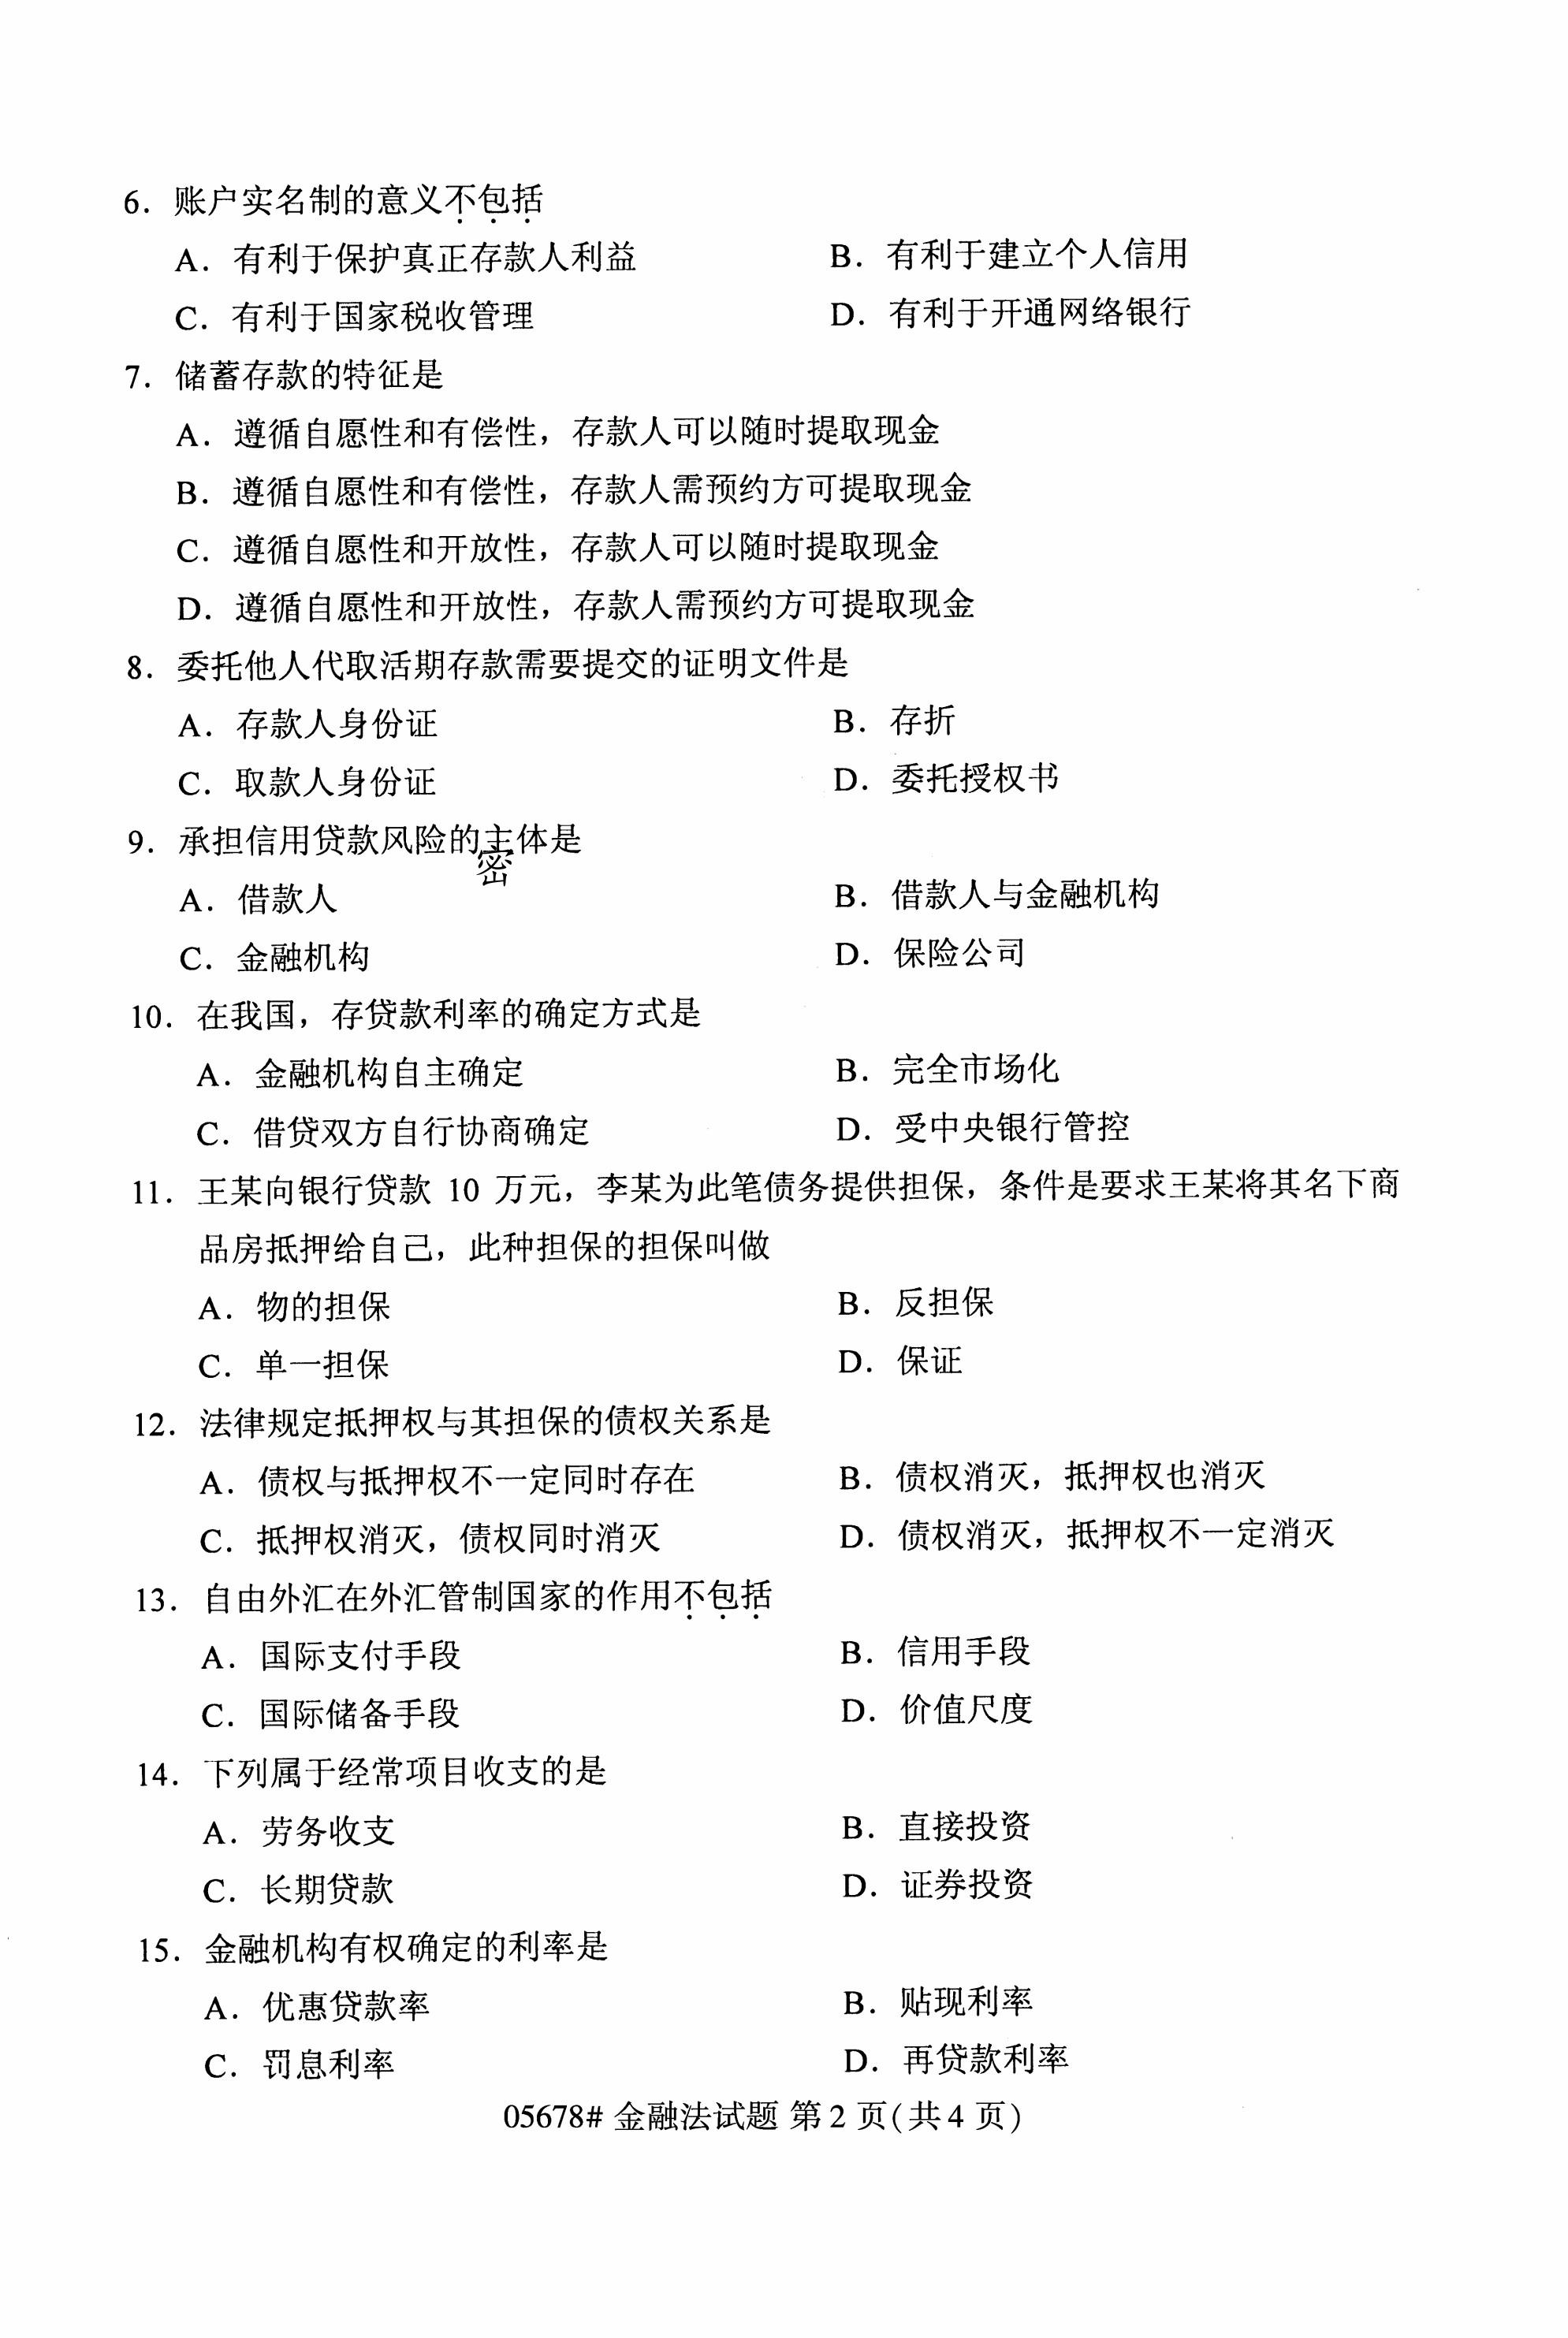 6. 账户实名制的意义不包括
A. 有利于保护真正存款人利益 B. 有利于建立个人信用
C. 有利于国家税收管理 D. 有利于开通网络银行
7. 储蓄存款的特征是
A. 遵循自愿性和有偿性，存款人可以随时提取现金
B. 遵循自愿性和有偿性，存款人需预约方可提取现金
C. 遵循自愿性和开放性，存款人可以随时提取现金
D. 遵循自愿性和开放性，存款人需预约方可提取现金
8. 委托他人代取活期存款需要提交的证明文件是
A. 存款人身份证 B. 存折
C. 取款人身份证 D. 委托授权书
9. 承担信用贷款风险的主体是
密
A. 借款人 B. 借款人与金融机构
C. 金融机构 D. 保险公司
10. 在我国，存贷款利率的确定方式是
A. 金融机构自主确定 B. 完全市场化
C. 借贷双方自行协商确定 D. 受中央银行管控
11. 王某向银行贷款 10 万元，李某为此笔债务提供担保，条件是要求王某将其名下商
品房抵押给自己，此种担保的担保叫做
A. 物的担保 B. 反担保
C. 单一担保 D. 保证
12. 法律规定抵押权与其担保的债权关系是
A. 债权与抵押权不一定同时存在 B. 债权消灭，抵押权也消灭
C. 抵押权消灭，债权同时消灭 D. 债权消灭，抵押权不一定消灭
13. 自由外汇在外汇管制国家的作用不包括
A. 国际支付手段 B. 信用手段
C. 国际储备手段 D. 价值尺度
14. 下列属于经常项目收支的是
A. 劳务收支 B. 直接投资
C. 长期贷款 D. 证券投资
15. 金融机构有权确定的利率是
A. 优惠贷款率 B. 贴现利率
C. 罚息利率 D. 再贷款利率
05678# 金融法试题 第 2 页(共 4 页)